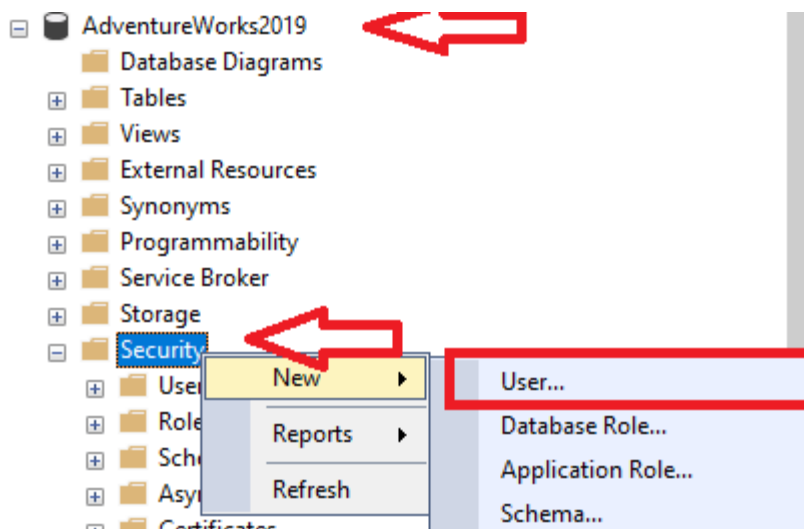 AdventureWorks2019
Database Diagrams
Tables
Views
External Resources
Synonyms
Programmability
Service Broker
Storage
Security
New
User...
Database Role...
Reports
Application Role...
Refresh
Schema...